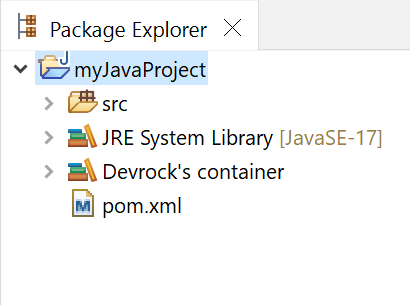 Package Explorer
myJavaProject
src
JRE System Library [JavaSE-17]
Devrock's container
pom.xml